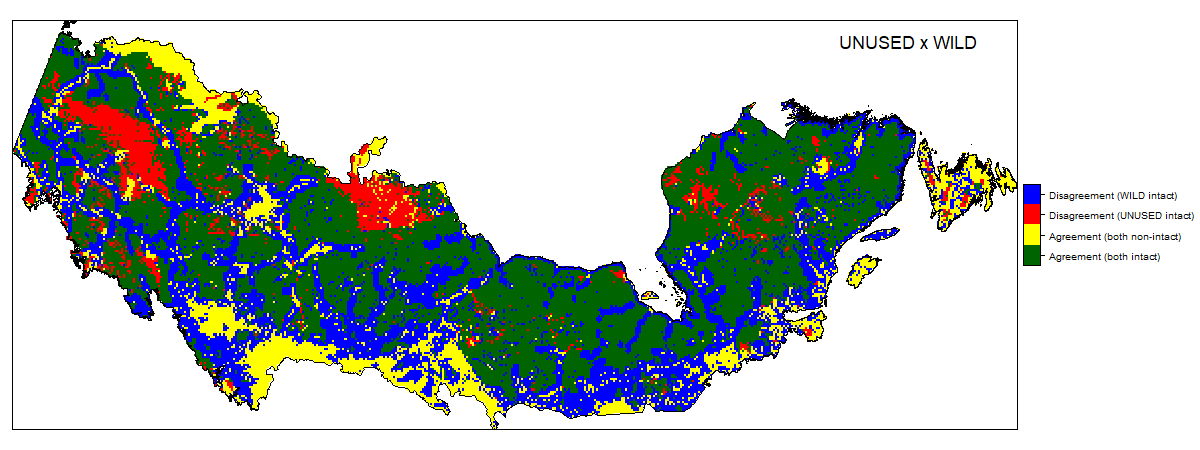 UNUSED x WILD
Disagreement (WILD intact)
Disagreement (UNUSED intact)
Agreement (both non-intact)
Agreement (both intact)